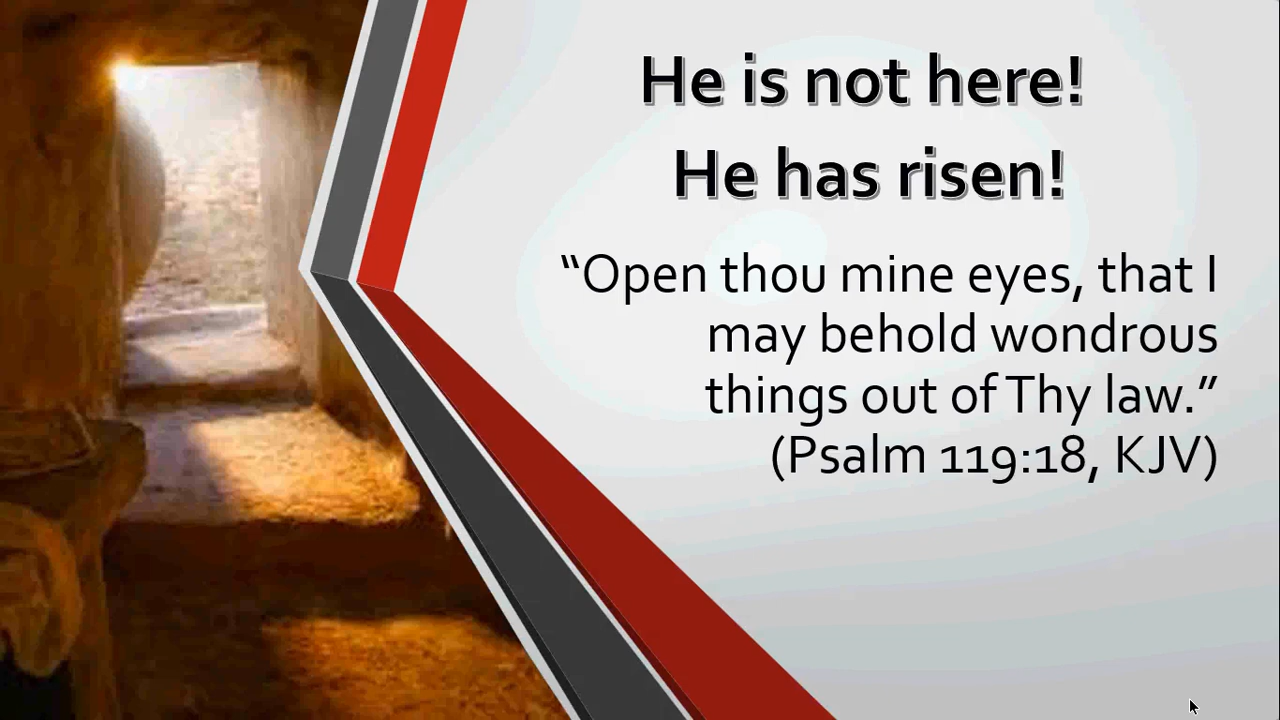 He is not here!
He has risen!
“Open thou mine eyes, that I
may behold wondrous
things out of Thy law.”
(Psalm 119:18, KJV)